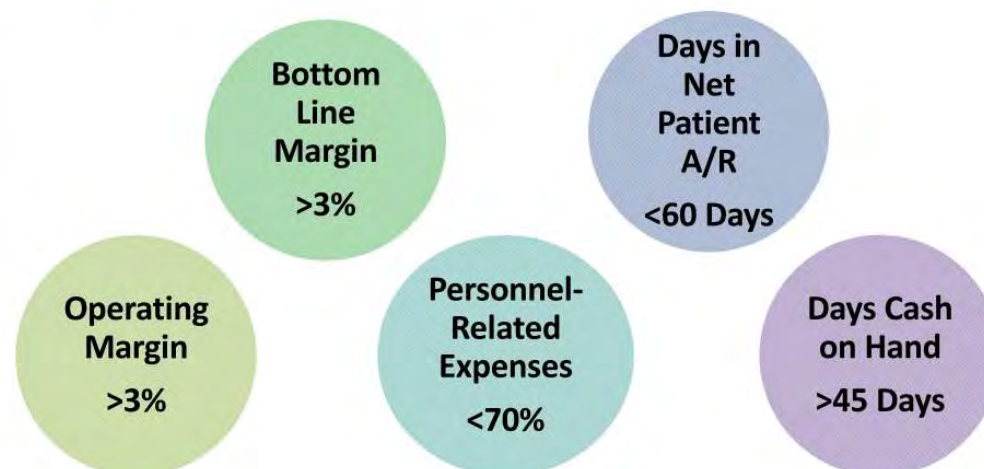 Bottom
Line
Margin
>3%
Days in
Net
Patient
A/R
<60 Days
Operating
Margin
>3%
Personnel-
Related
Expenses
<70%
Days Cash
on Hand
>45 Days